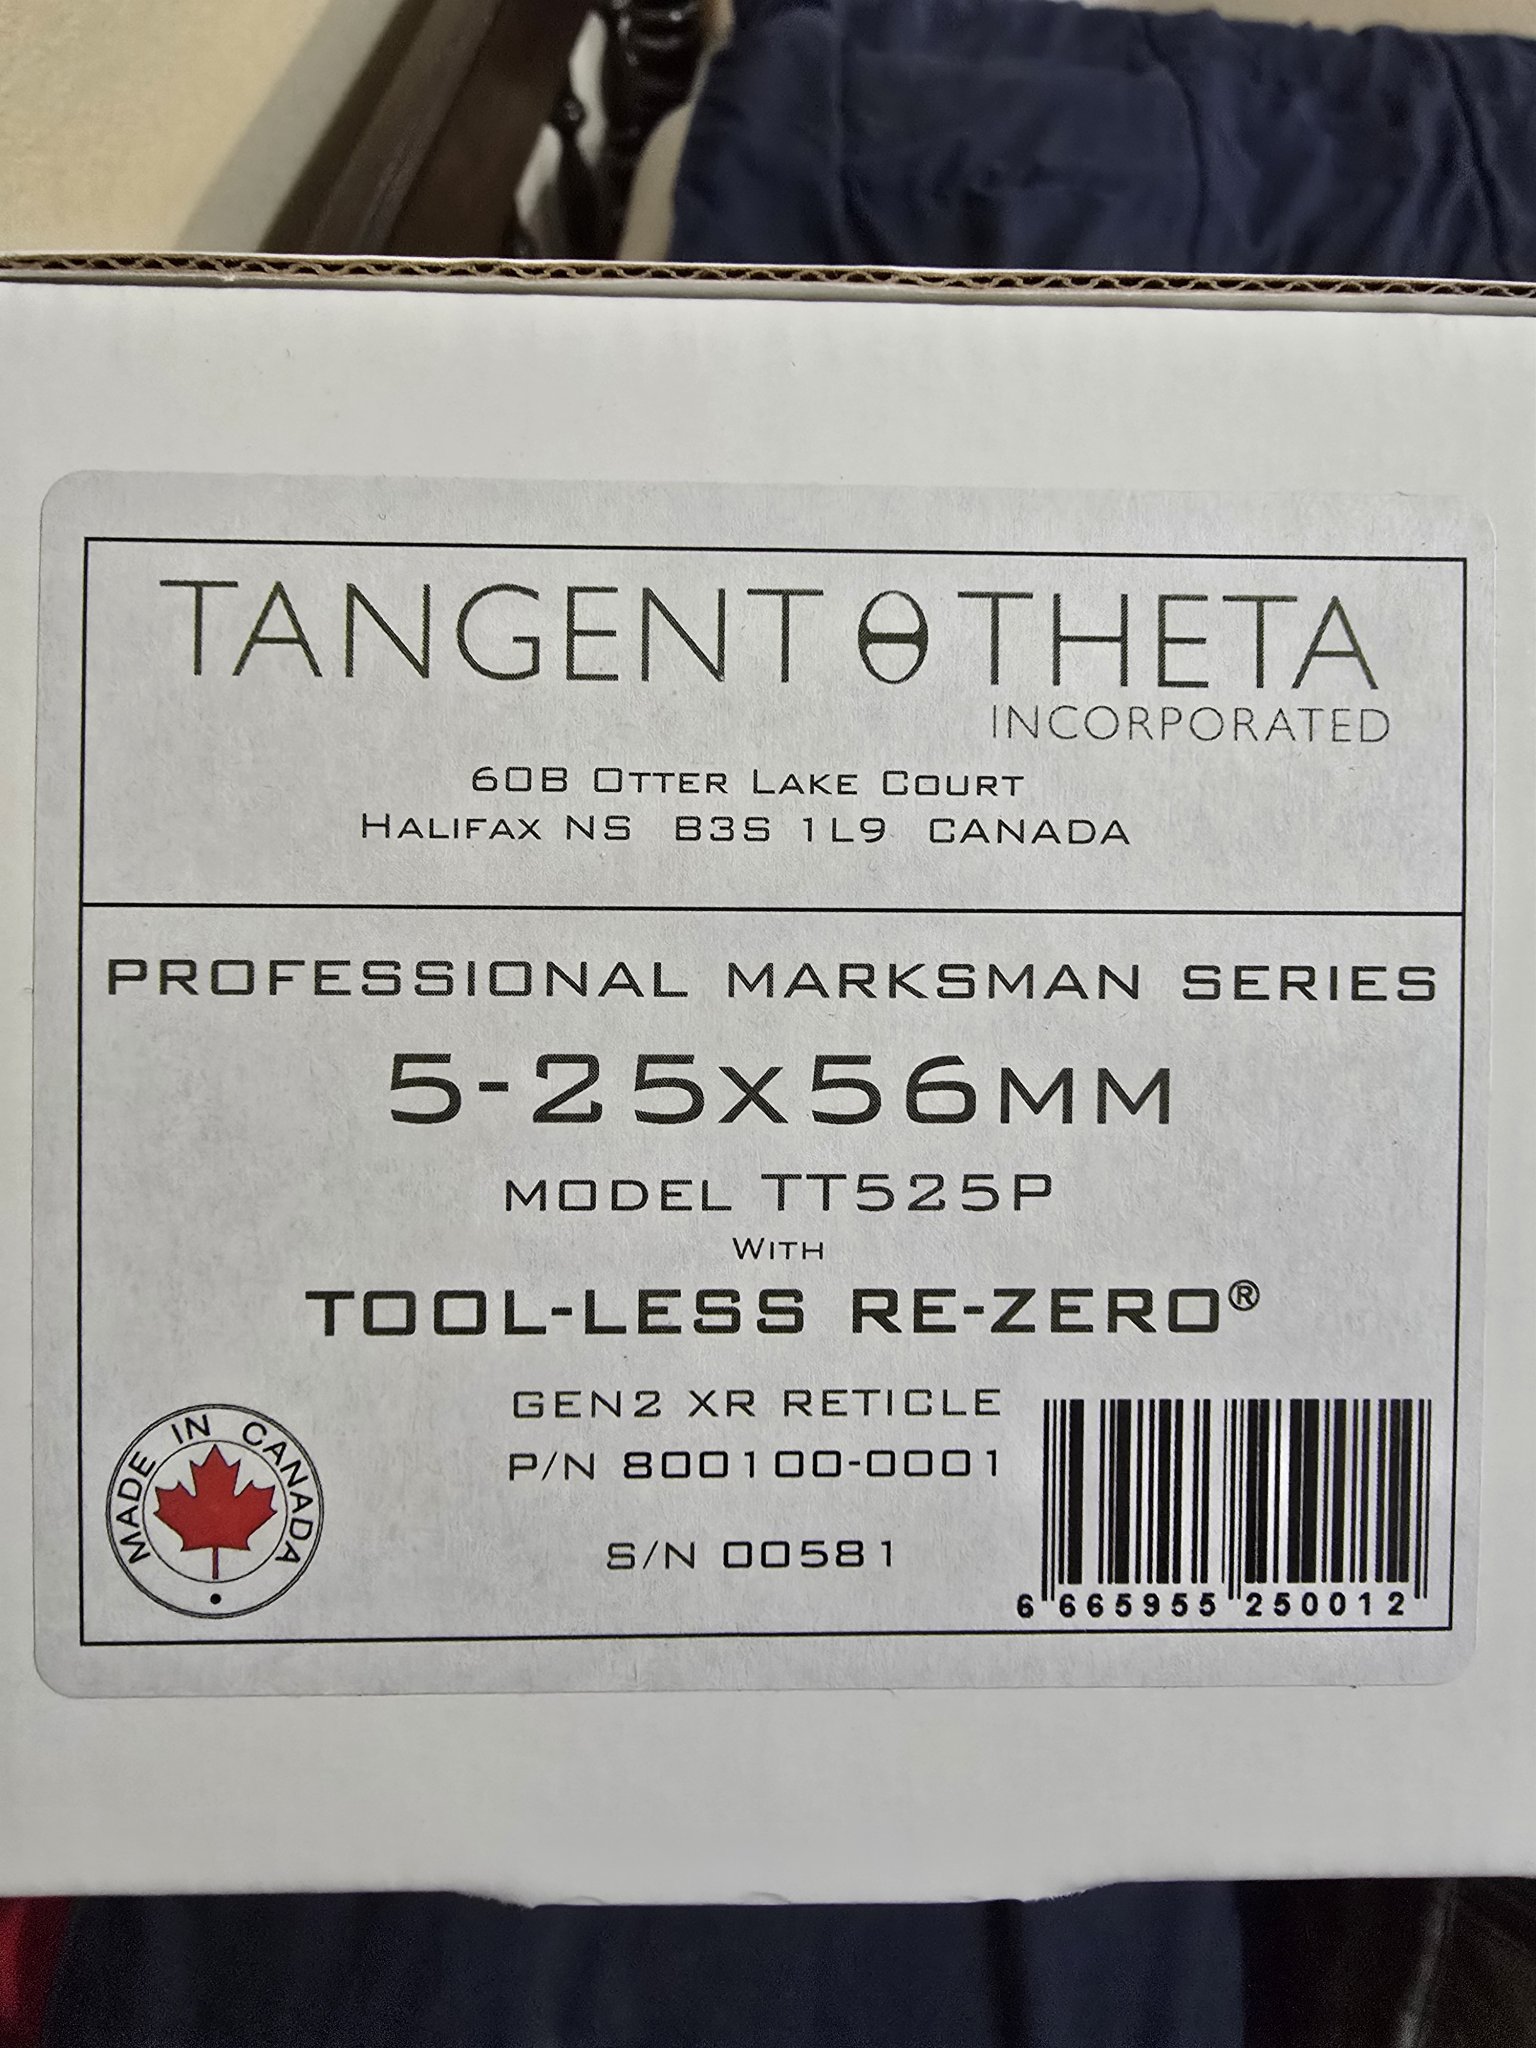 TANGENT θ THETA
INCORPORATED
60B OTTER LAKE COURT
HALIFAX NS B3S 1L9 CANADA
PROFESSIONAL MARKSMAN SERIES
5-25x56MM
MODEL TT525P
WITH
TOOL-LESS RE-ZERO®
GEN2 XR RETICLE
P/N 800100-0001
S/N 00581
MADE IN CANADA
6 665955 250012